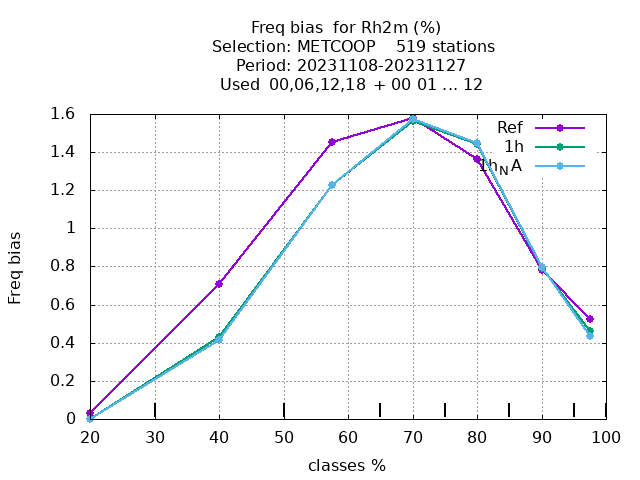 Freq bias for Rh2m (%)
Selection: METCOOP 519 stations
Period: 20231108-20231127
Used 00,06,12,18 + 00 01 ... 12
1.6
1.4
1.2
1
0.8
0.6
0.4
0.2
0
Freq bias
Ref
1h
1h_NA
20 30 40 50 60 70 80 90 100
classes %